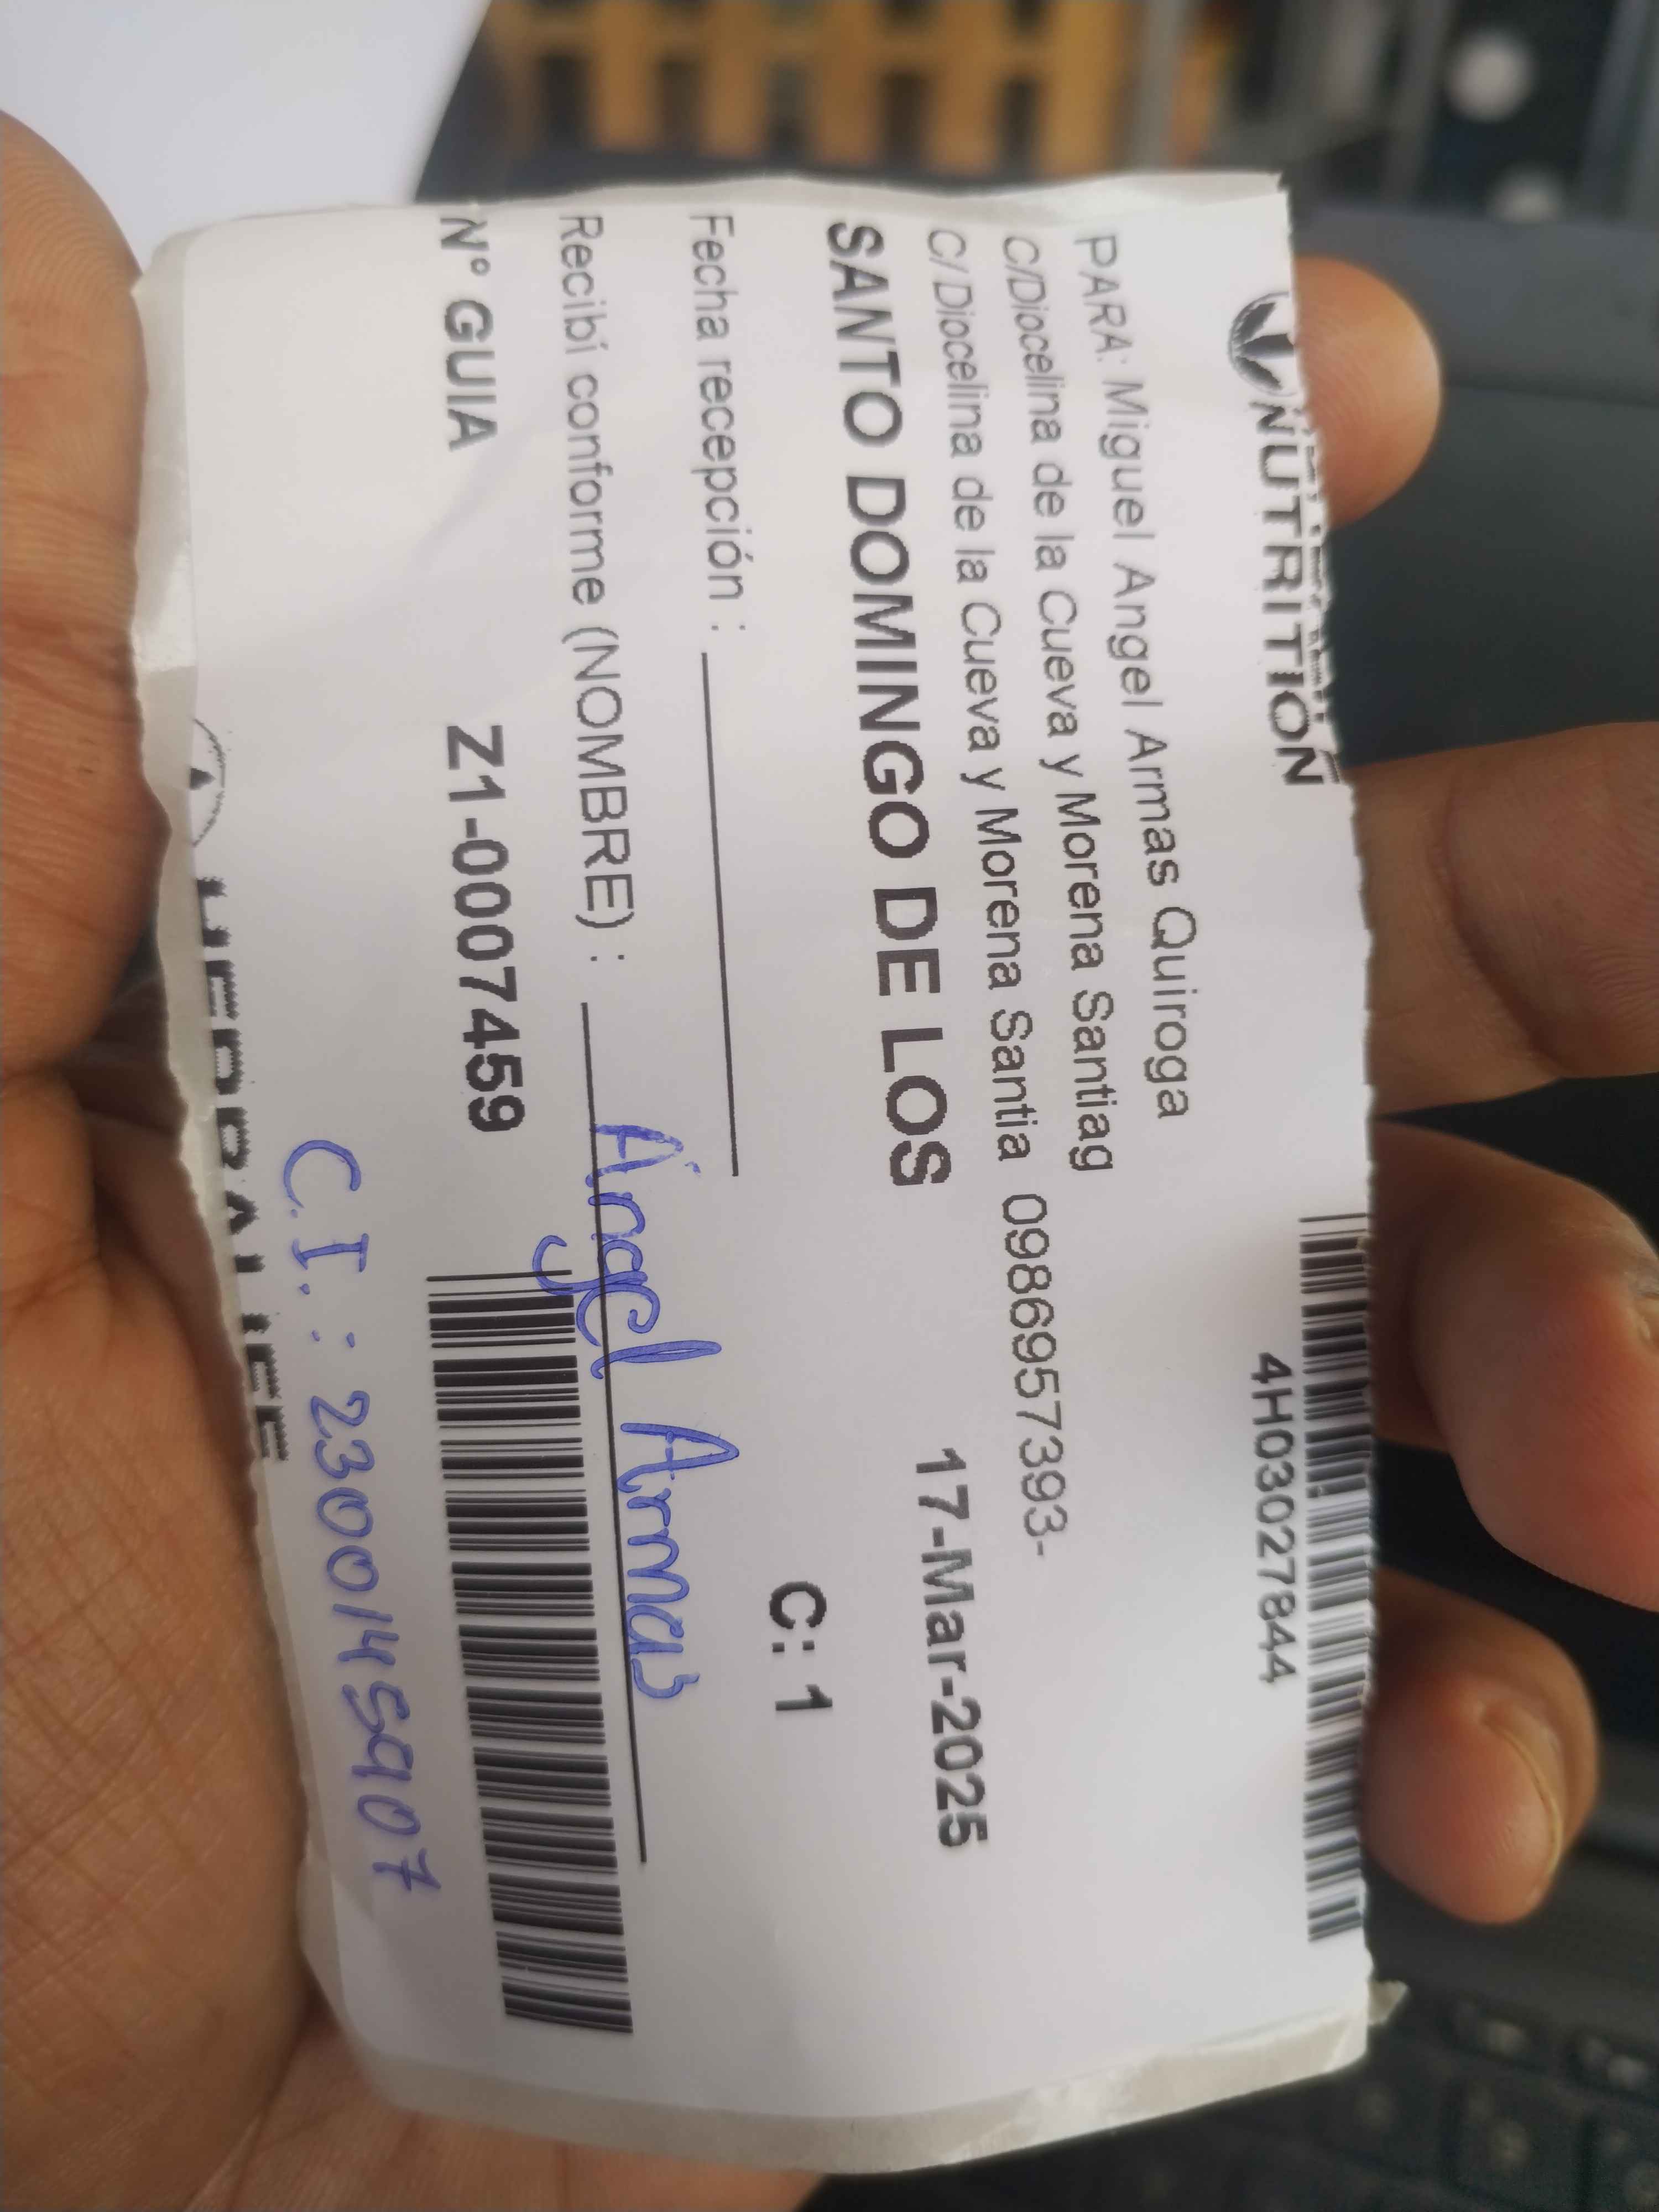 NUTRITION
4H03027844
PARA: Miguel Angel Armas Quiroga
C/Diocelina de la Cueva y Morena Santiag
C/Diocelina de la Cueva y Morena Santia 0986957393-
SANTO DOMINGO DE LOS 17-Mar-2025
Fecha recepción : C: 1
Recibí conforme (NOMBRE) : Ángel Armas
Nº GUIA Z1-0007459
C.I. : 2300145907